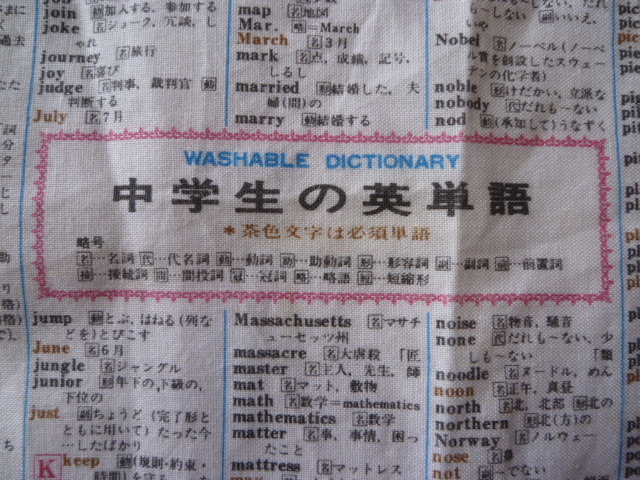 join 動加入する, 参加する
joke 名ジョーク, 冗談, しゃれ
journey 名旅行
joy 名喜び
judge 名判事, 裁判官 動
判断する
July 名7月
map 名地図
Mar. 略=March
March 名3月
mark 名点, 成績, 記号,
しるし
married 形結婚した, 夫
婦(間)の
marry 動結婚する
Nobel 名ノーベル(ノーベ
ル賞を創設したスウェー
デンの化学者)
noble 形けだかい, 立派な
nobody 代だれも〜ない
nod 動(承知して)うなずく
WASHABLE DICTIONARY
中学生の英単語
*茶色文字は必須単語
略号
名…名詞 代…代名詞 動…動詞 助…助動詞 形…形容詞 副…副詞 前…前置詞
接…接続詞 間…間投詞 冠…冠詞 略…略語 短…短縮形
jump 動とぶ, はねる(列な
どを)とびこす
June 名6月
jungle 名ジャングル
junior 形年下の, 下級の,
下位の
just 副ちょうど(完了形と
ともに用いて)たった今
…したばかり
K
keep 動(規則·約束·
Massachusetts 名マサチ
ューセッツ州
massacre 名大虐殺「匠
master 名主人, 先生, 師
mat 名マット, 敷物
math 名数学=mathematics
mathematics 名数学
matter 名事, 事情, 困っ
たこと
mattress 名マットレス
noise 名物音, 騒音
none 代だれも〜ない, 少
しも〜ない 「類
noodle 名ヌードル, めん
noon 名正午, 真昼
north 名北, 北部 形北の
northern 形北(方)の
Norway 名ノルウェー
nose 名鼻
not 副〜でない